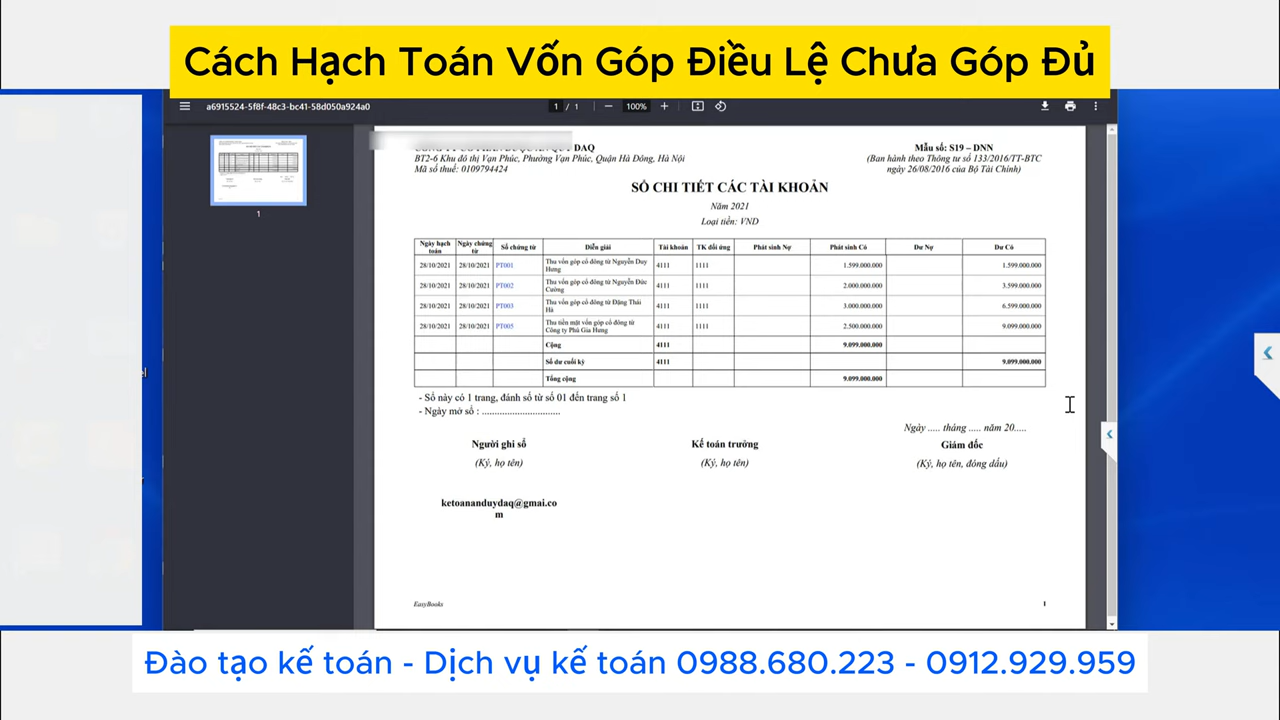 Cách Hạch Toán Vốn Góp Điều Lệ Chưa Góp Đủ
a6915524-5f8f-48c3-bc41-58d050a924a0
1 / 1
100%
DAQ
BT2-6 Khu đô thị Vạn Phúc, Phường Vạn Phúc, Quận Hà Đông, Hà Nội
Mã số thuế: 0109794424
Mẫu số: S19 – DNN
(Ban hành theo Thông tư số 133/2016/TT-BTC
ngày 26/08/2016 của Bộ Tài Chính)
1
SỔ CHI TIẾT CÁC TÀI KHOẢN
Năm 2021
Loại tiền: VND
Ngày hạch toán Ngày chứng từ Số chứng từ Diễn giải Tài khoản TK đối ứng Phát sinh Nợ Phát sinh Có Dư Nợ Dư Có
28/10/2021 28/10/2021 PT001 Thu vốn góp cổ đông từ Nguyễn Duy Hưng 4111 1111 1.599.000.000 1.599.000.000
28/10/2021 28/10/2021 PT002 Thu vốn góp cổ đông từ Nguyễn Đức Cường 4111 1111 2.000.000.000 3.599.000.000
28/10/2021 28/10/2021 PT003 Thu vốn góp cổ đông từ Đặng Thái Hà 4111 1111 3.000.000.000 6.599.000.000
28/10/2021 28/10/2021 PT005 Thu tiền mặt vốn góp cổ đông từ Công ty Phú Gia Hưng 4111 1111 2.500.000.000 9.099.000.000
Cộng 4111 9.099.000.000
Số dư cuối kỳ 4111 9.099.000.000
Tổng cộng 9.099.000.000
- Sổ này có 1 trang, đánh số từ số 01 đến trang số 1
- Ngày mở sổ : ..............................
Ngày ..... tháng ..... năm 20.....
Người ghi sổ Kế toán trưởng Giám đốc
(Ký, họ tên) (Ký, họ tên) (Ký, họ tên, đóng dấu)
ketoananduydaq@gmai.co
m
EasyBooks 1
Đào tạo kế toán - Dịch vụ kế toán 0988.680.223 - 0912.929.959